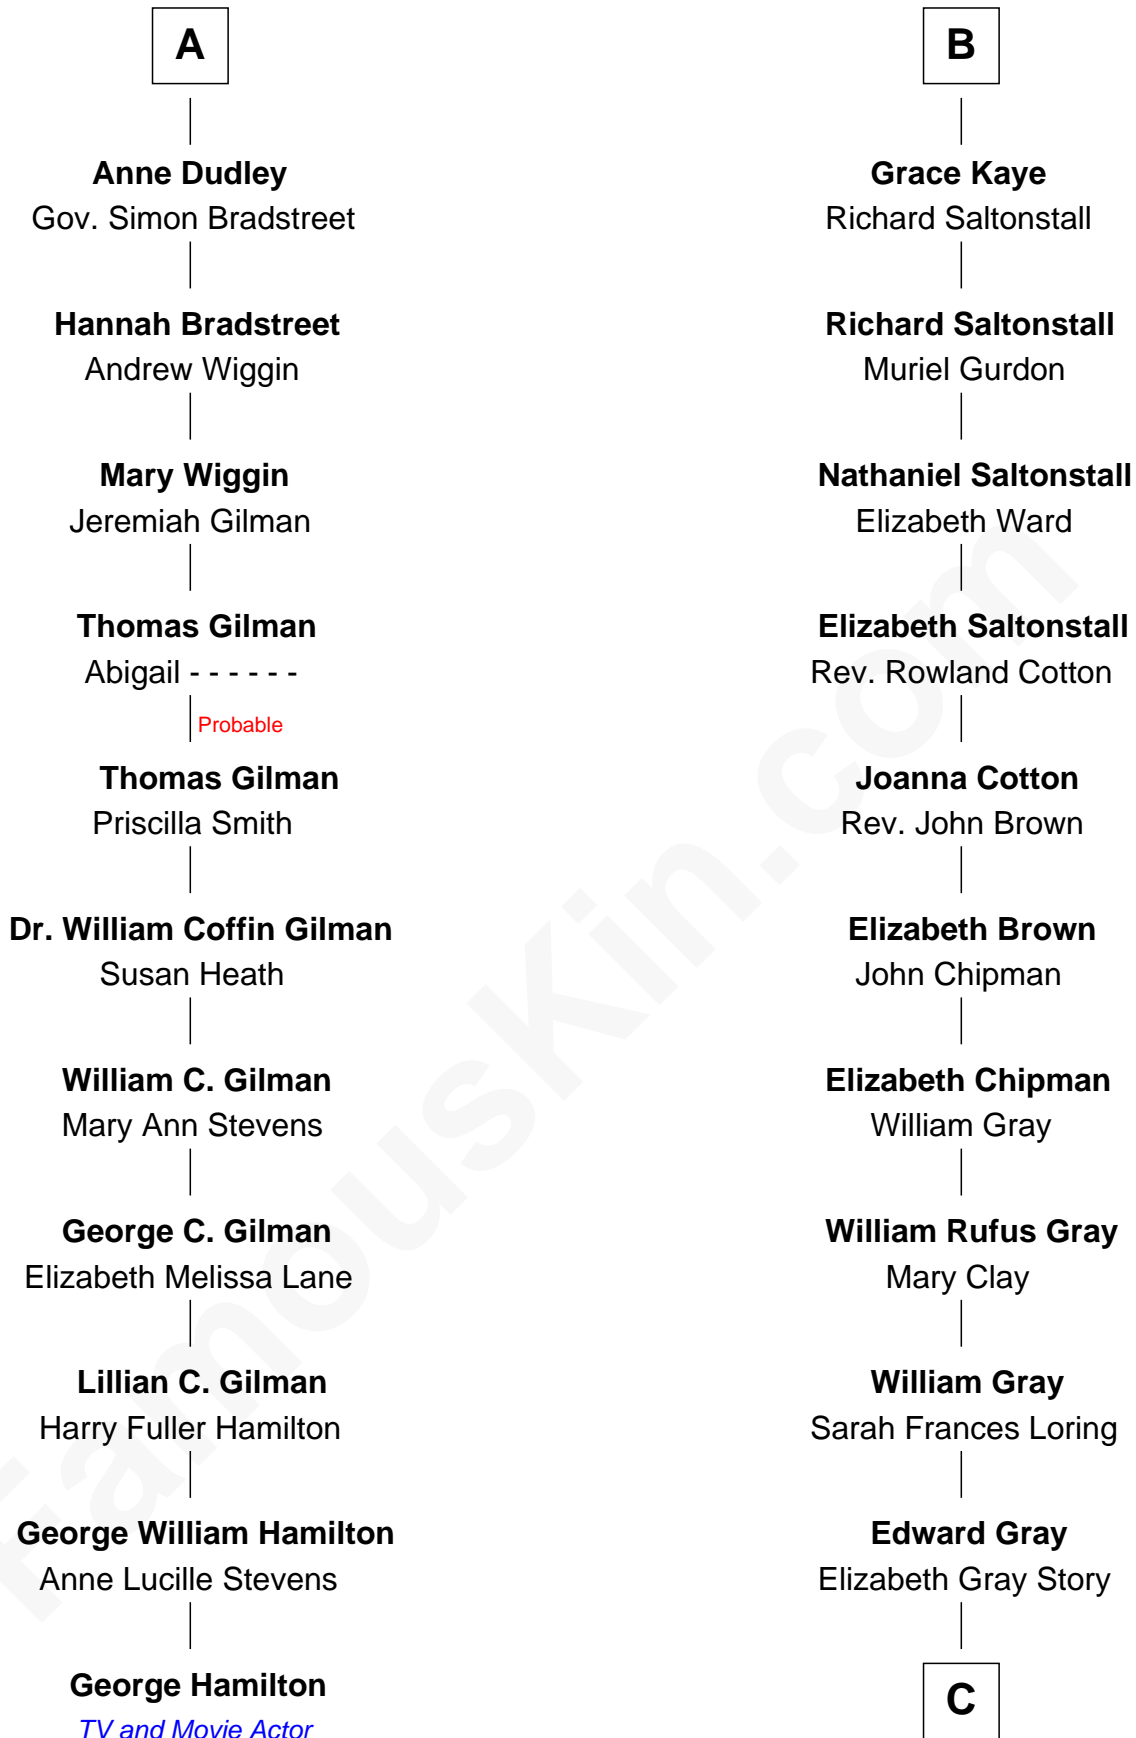 A
Anne Dudley
Gov. Simon Bradstreet
Hannah Bradstreet
Andrew Wiggin
Mary Wiggin
Jeremiah Gilman
Thomas Gilman
Abigail - - - - - -
Probable
Thomas Gilman
Priscilla Smith
Dr. William Coffin Gilman
Susan Heath
William C. Gilman
Mary Ann Stevens
George C. Gilman
Elizabeth Melissa Lane
Lillian C. Gilman
Harry Fuller Hamilton
George William Hamilton
Anne Lucille Stevens
George Hamilton
TV and Movie Actor
B
Grace Kaye
Richard Saltonstall
Richard Saltonstall
Muriel Gurdon
Nathaniel Saltonstall
Elizabeth Ward
Elizabeth Saltonstall
Rev. Rowland Cotton
Joanna Cotton
Rev. John Brown
Elizabeth Brown
John Chipman
Elizabeth Chipman
William Gray
William Rufus Gray
Mary Clay
William Gray
Sarah Frances Loring
Edward Gray
Elizabeth Gray Story
C
FamousKin.com